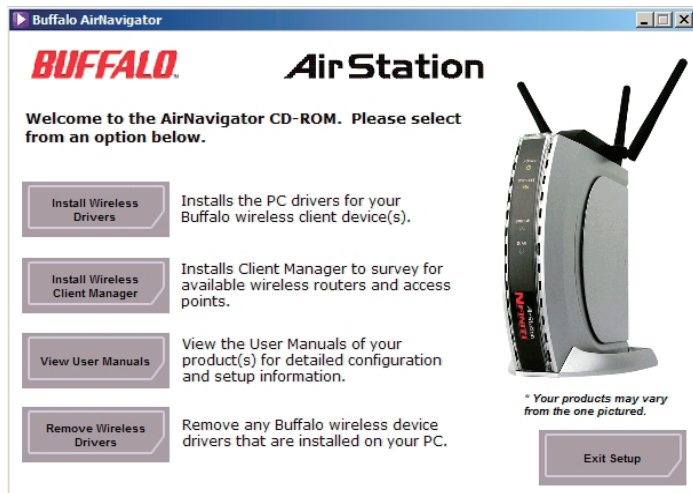 Buffalo AirNavigator
BUFFALO
AirStation
Welcome to the AirNavigator CD-ROM. Please select
from an option below.
Install Wireless
Drivers
Installs the PC drivers for your
Buffalo wireless client device(s).
Install Wireless
Client Manager
Installs Client Manager to survey for
available wireless routers and access
points.
View User Manuals
View the User Manuals of your
product(s) for detailed configuration
and setup information.
Remove Wireless
Drivers
Remove any Buffalo wireless device
drivers that are installed on your PC.
AirStation
NFINITI
* Your products may vary
from the one pictured.
Exit Setup